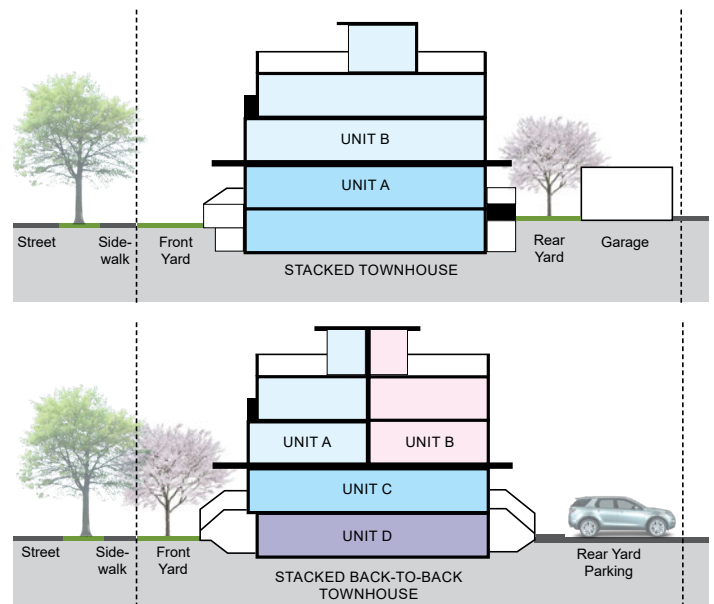 UNIT B
UNIT A
Street
Side-
walk
Front
Yard
Rear
Yard
Garage
STACKED TOWNHOUSE
UNIT A
UNIT B
UNIT C
UNIT D
Street
Side-
walk
Front
Yard
Rear Yard
Parking
STACKED BACK-TO-BACK
TOWNHOUSE